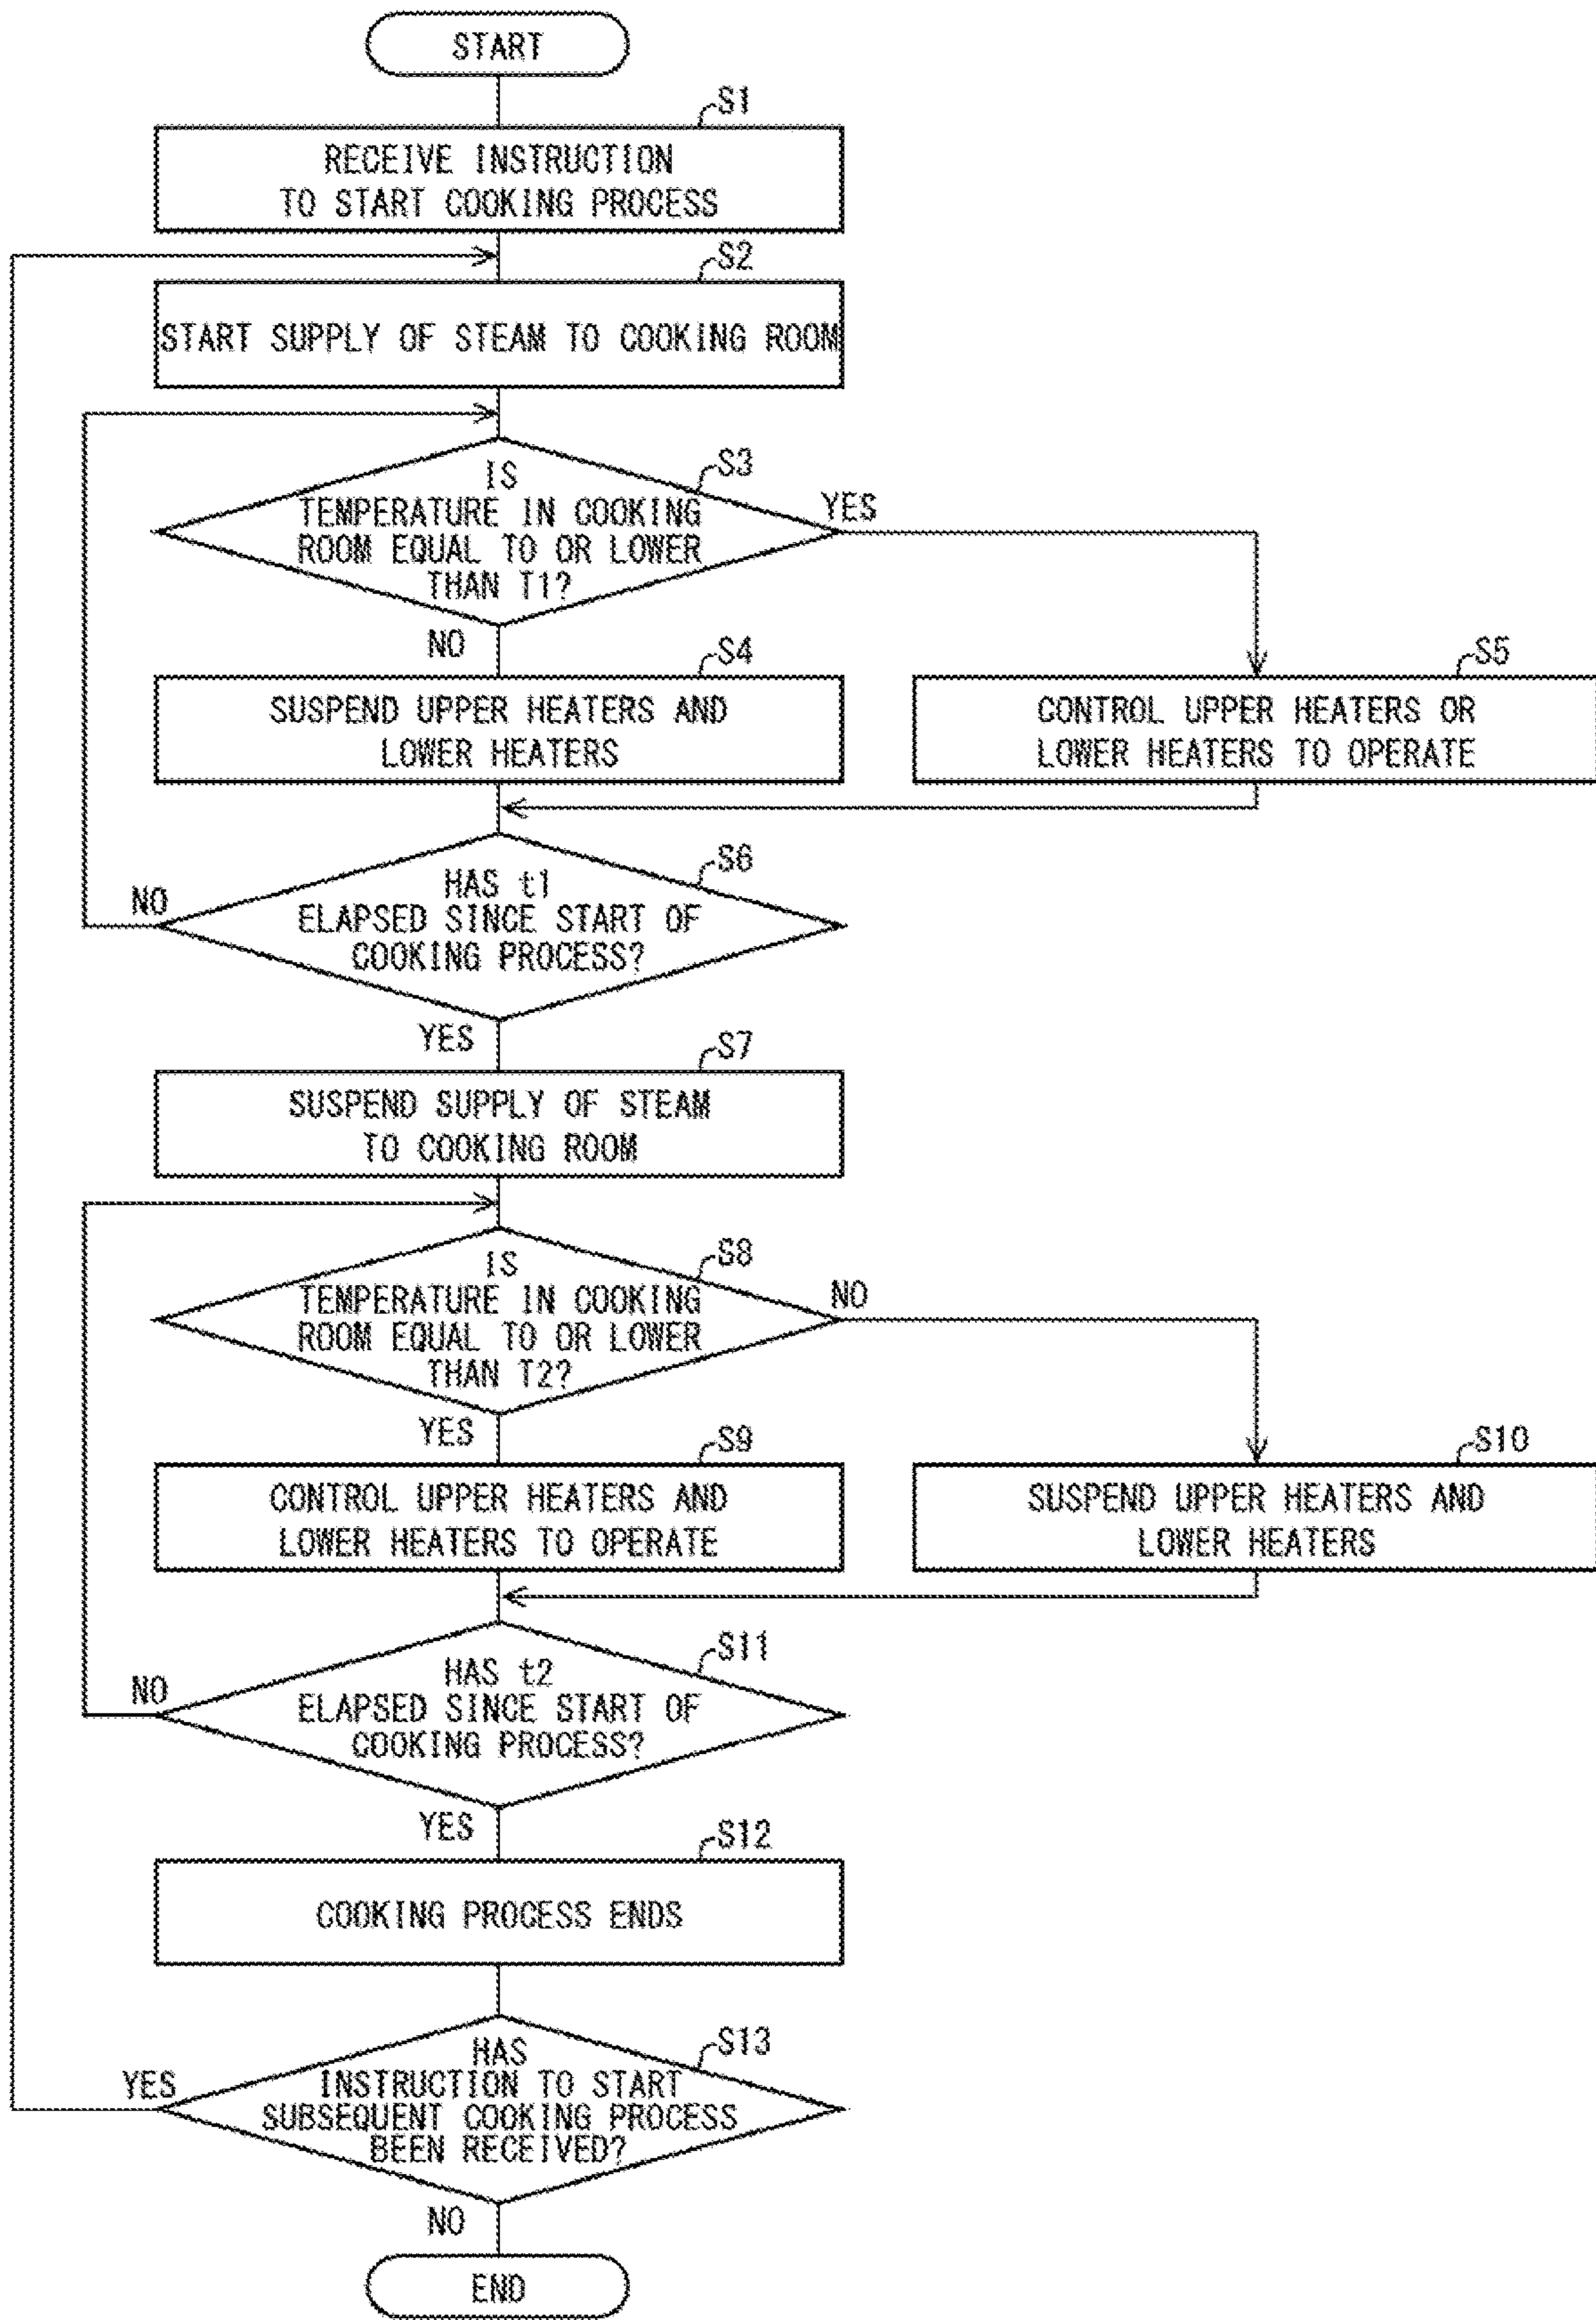 START
S1
RECEIVE INSTRUCTION
TO START COOKING PROCESS
S2
START SUPPLY OF STEAM TO COOKING ROOM
S3
IS
TEMPERATURE IN COOKING
ROOM EQUAL TO OR LOWER
THAN T1?
YES
NO
S4
SUSPEND UPPER HEATERS AND
LOWER HEATERS
S5
CONTROL UPPER HEATERS OR
LOWER HEATERS TO OPERATE
S6
HAS t1
ELAPSED SINCE START OF
COOKING PROCESS?
NO
YES
S7
SUSPEND SUPPLY OF STEAM
TO COOKING ROOM
S8
IS
TEMPERATURE IN COOKING
ROOM EQUAL TO OR LOWER
THAN T2?
NO
YES
S9
CONTROL UPPER HEATERS AND
LOWER HEATERS TO OPERATE
S10
SUSPEND UPPER HEATERS AND
LOWER HEATERS
S11
HAS t2
ELAPSED SINCE START OF
COOKING PROCESS?
NO
YES
S12
COOKING PROCESS ENDS
S13
HAS
INSTRUCTION TO START
SUBSEQUENT COOKING PROCESS
BEEN RECEIVED?
YES
NO
END